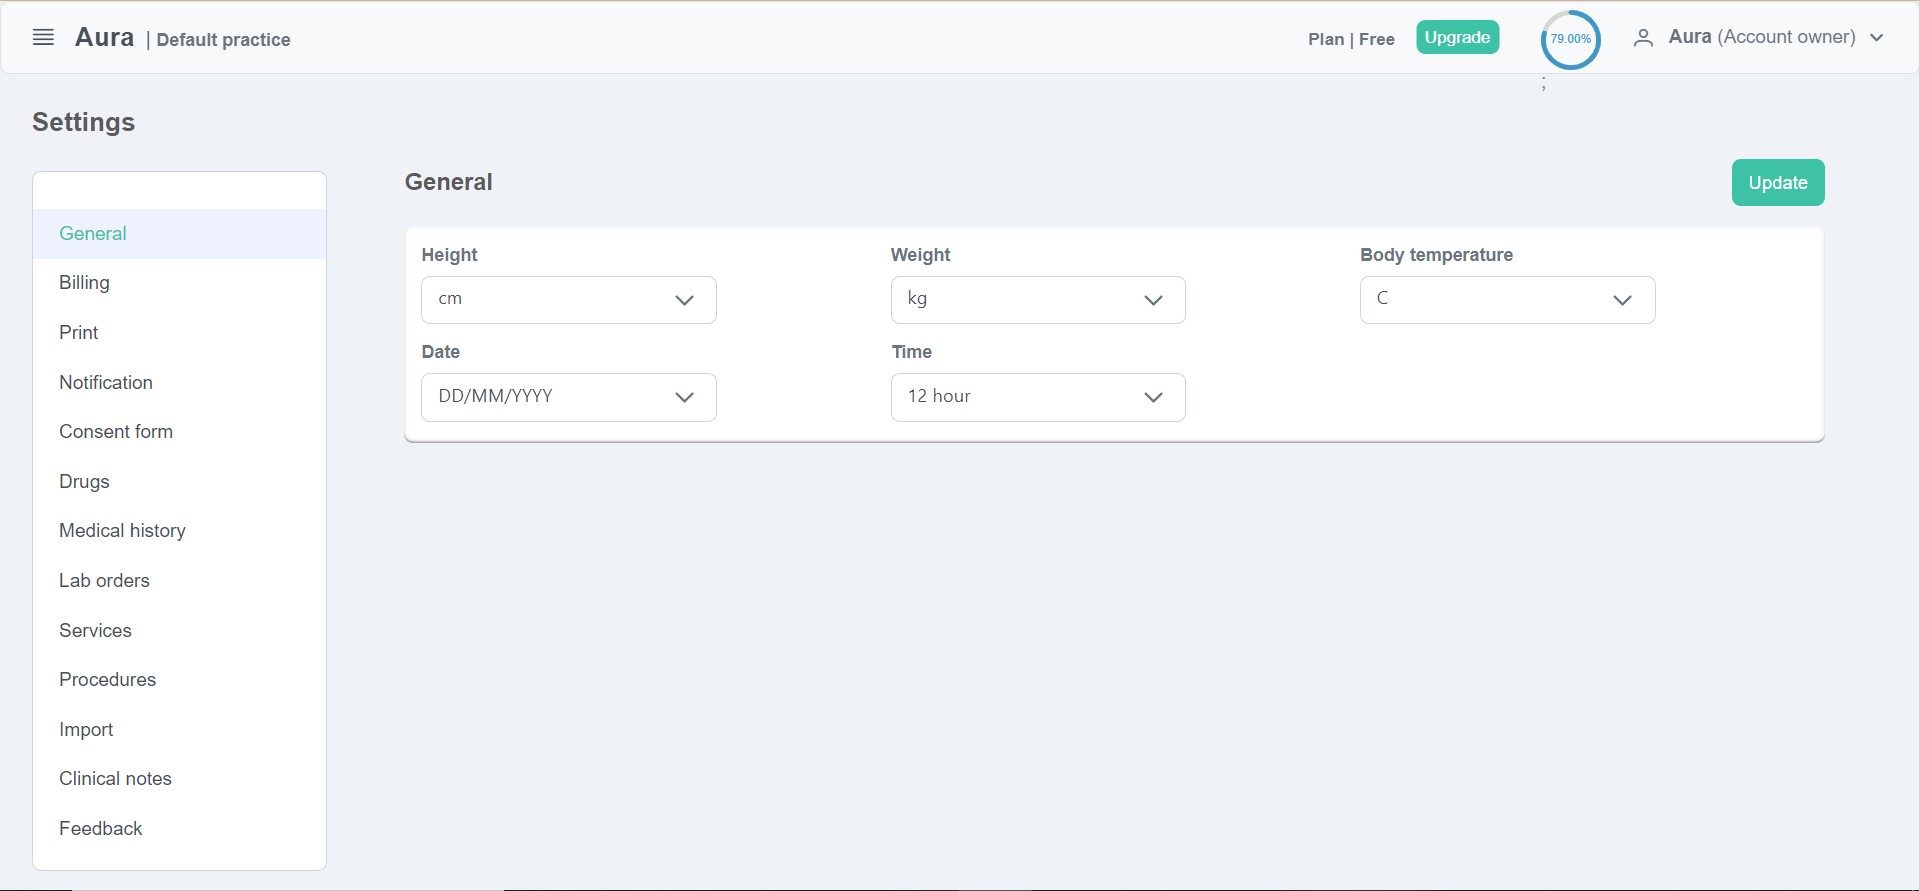 Aura | Default practice
Plan | Free
Upgrade
79.00%
Aura (Account owner)
;
Settings
General
Billing
Print
Notification
Consent form
Drugs
Medical history
Lab orders
Services
Procedures
Import
Clinical notes
Feedback
General
Update
Height
Weight
Body temperature
cm
kg
C
Date
Time
DD/MM/YYYY
12 hour